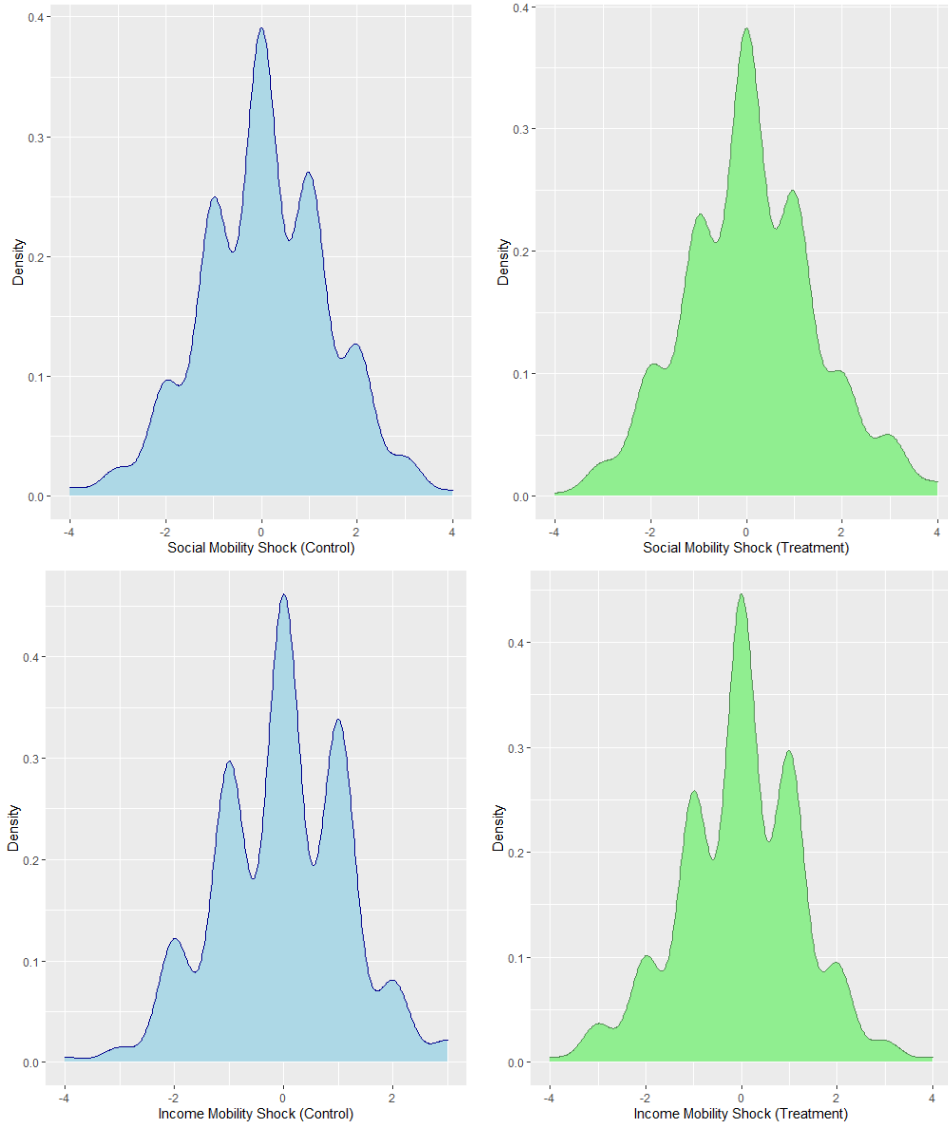 0.4
0.3
0.2
0.1
0.0
Density
-4 -2 0 2 4
Social Mobility Shock (Control)
0.4
0.3
0.2
0.1
0.0
Density
-4 -2 0 2 4
Social Mobility Shock (Treatment)
0.4
0.3
0.2
0.1
0.0
Density
-4 -2 0 2
Income Mobility Shock (Control)
0.4
0.3
0.2
0.1
0.0
Density
-4 -2 0 2 4
Income Mobility Shock (Treatment)